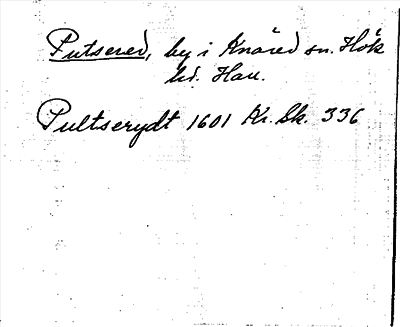 Putsered, by i Knäred sn. Hök
hd. Hall.
Pultserydt 1601 Kr. Sk. 336